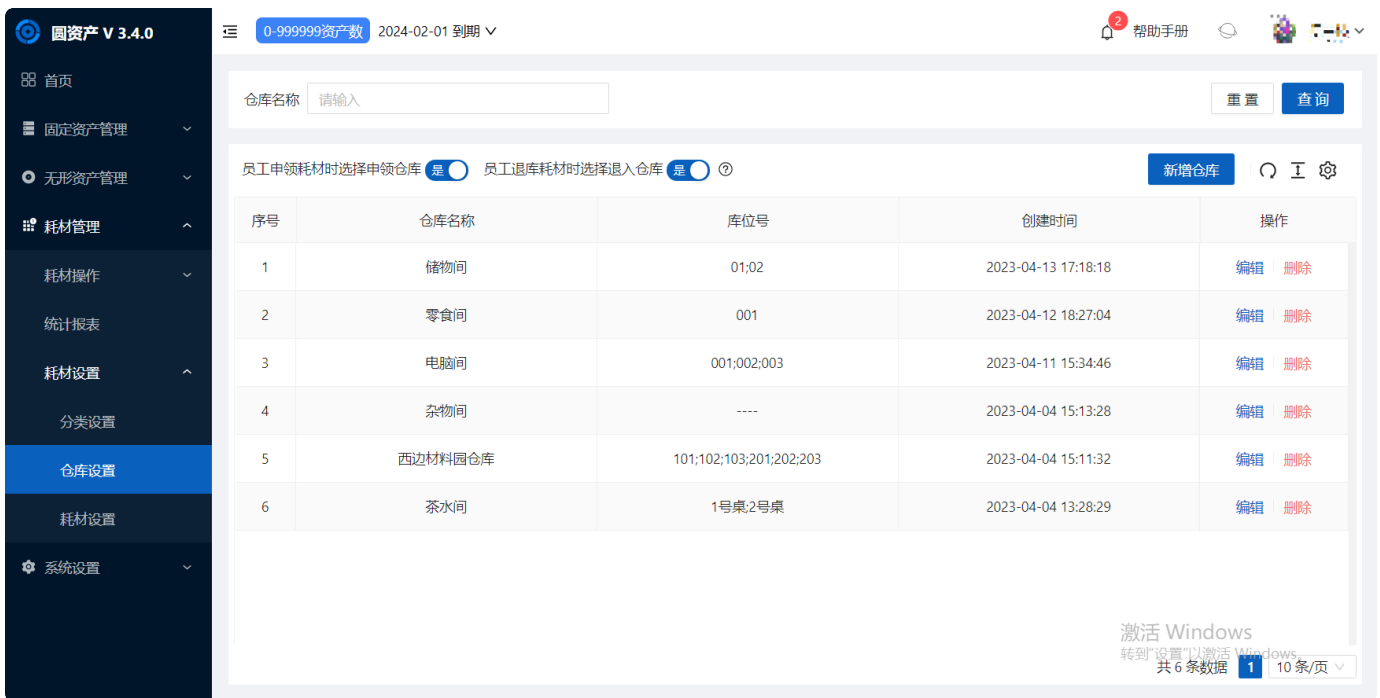 圆资产 V 3.4.0
0-999999资产数 2024-02-01 到期
2 帮助手册
首页
固定资产管理
无形资产管理
耗材管理
耗材操作
统计报表
耗材设置
分类设置
仓库设置
耗材设置
系统设置
仓库名称 请输入 重置 查询
员工申领耗材时选择申领仓库 是 员工退库耗材时选择退入仓库 是 新增仓库
序号 仓库名称 库位号 创建时间 操作
1 储物间 01;02 2023-04-13 17:18:18 编辑 删除
2 零食间 001 2023-04-12 18:27:04 编辑 删除
3 电脑间 001;002;003 2023-04-11 15:34:46 编辑 删除
4 杂物间 ---- 2023-04-04 15:13:28 编辑 删除
5 西边材料园仓库 101;102;103;201;202;203 2023-04-04 15:11:32 编辑 删除
6 茶水间 1号桌;2号桌 2023-04-04 13:28:29 编辑 删除
激活 Windows
转到"设置"以激活 Windows。
共 6 条数据 1 10 条/页